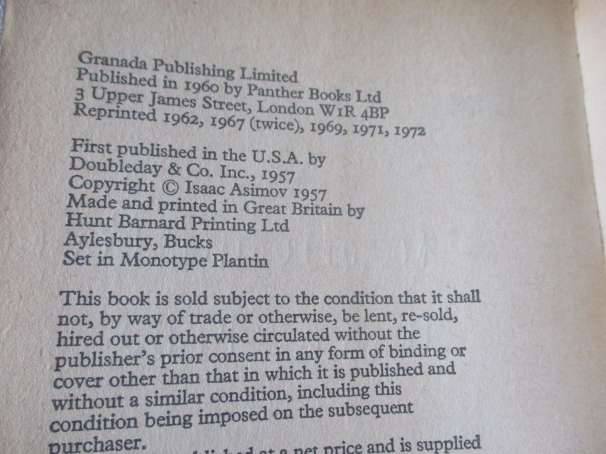 Granada Publishing Limited
Published in 1960 by Panther Books Ltd
3 Upper James Street, London W1R 4BP
Reprinted 1962, 1967 (twice), 1969, 1971, 1972
First published in the U.S.A. by
Doubleday & Co. Inc., 1957
Copyright © Isaac Asimov 1957
Made and printed in Great Britain by
Hunt Barnard Printing Ltd
Aylesbury, Bucks
Set in Monotype Plantin
This book is sold subject to the condition that it shall
not, by way of trade or otherwise, be lent, re-sold,
hired out or otherwise circulated without the
publisher's prior consent in any form of binding or
cover other than that in which it is published and
without a similar condition, including this
condition being imposed on the subsequent
purchaser.
at a net price and is supplied